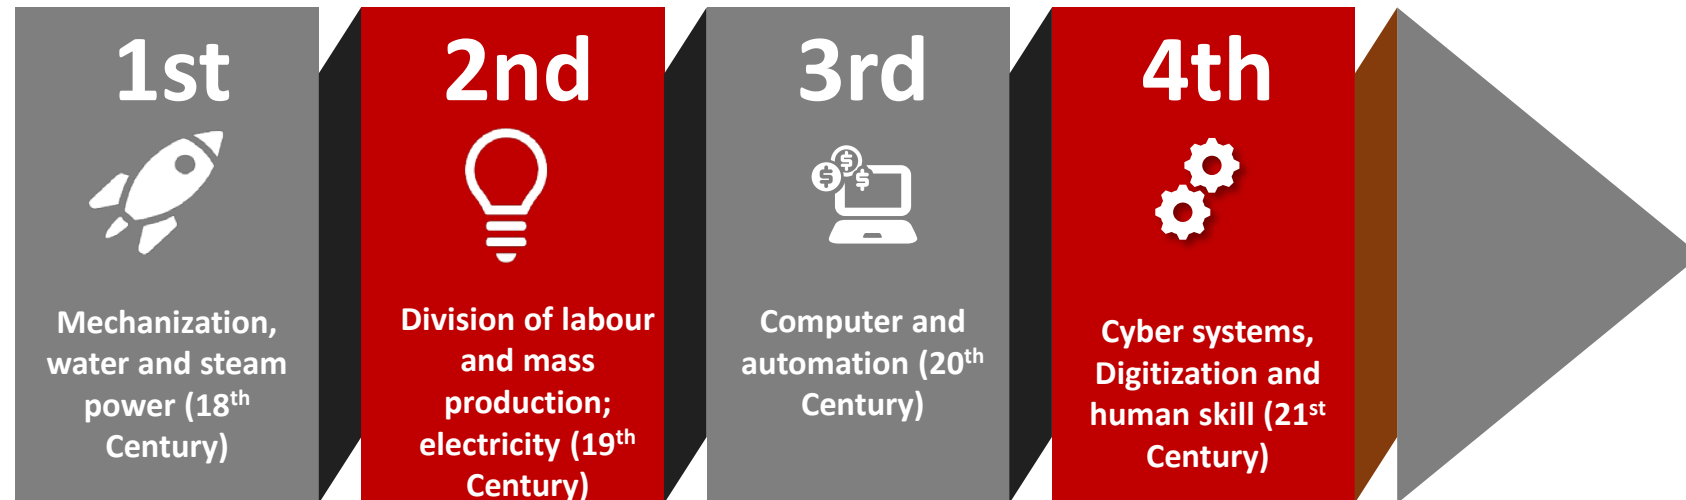 1st
Mechanization,
water and steam
power (18th
Century)
2nd
Division of labour
and mass
production;
electricity (19th
Century)
3rd
$
$
$
Computer and
automation (20th
Century)
4th
Cyber systems,
Digitization and
human skill (21st
Century)